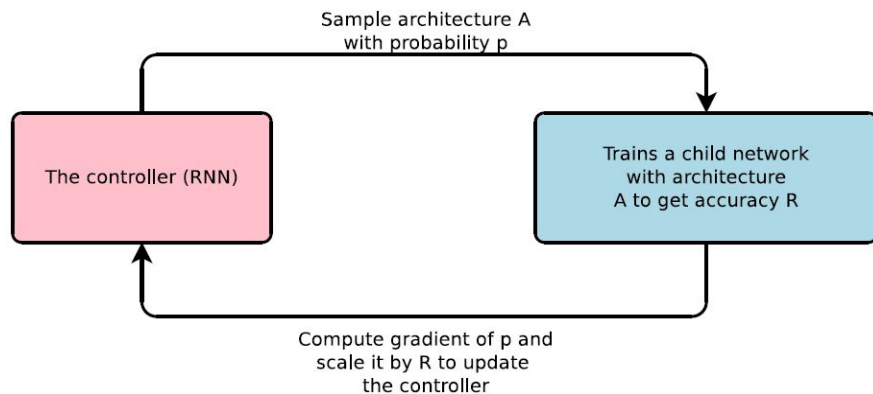 Sample architecture A
with probability p
The controller (RNN)
Trains a child network
with architecture
A to get accuracy R
Compute gradient of p and
scale it by R to update
the controller